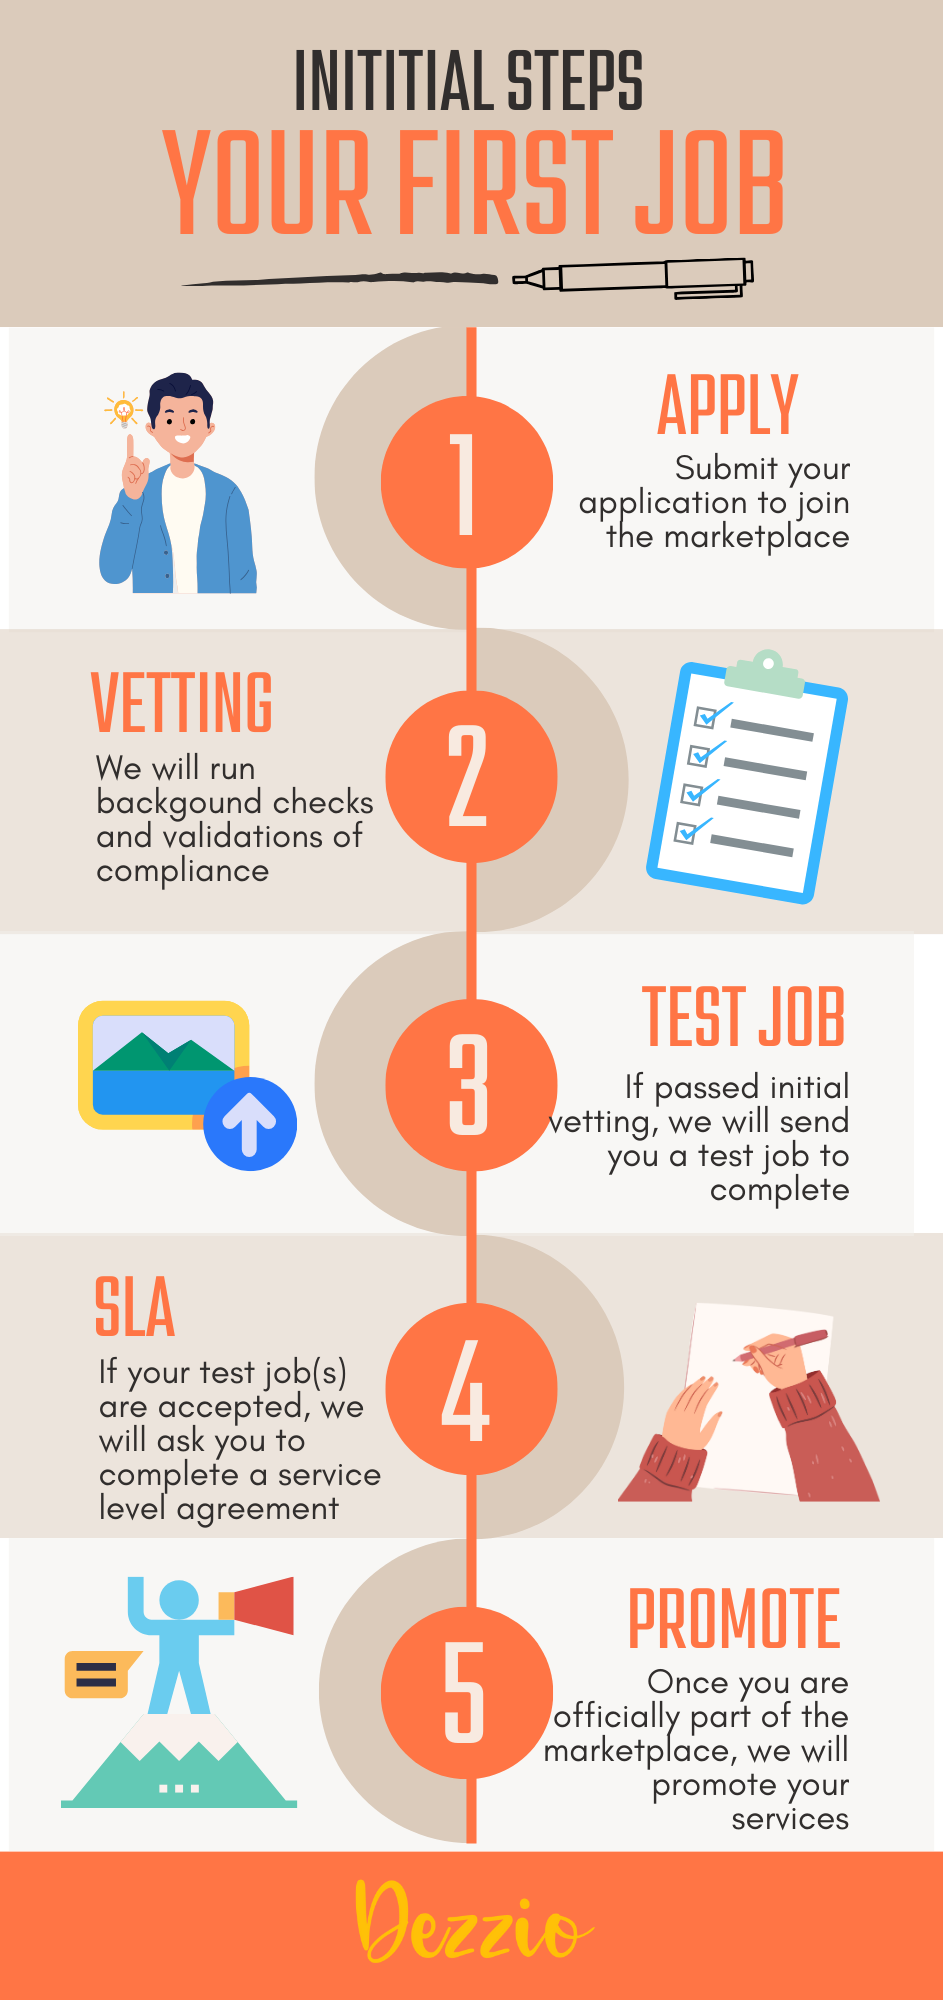 INITITIAL STEPS
YOUR FIRST JOB
1
APPLY
Submit your
application to join
the marketplace
VETTING
We will run
backgound checks
and validations of
compliance
2
3
TEST JOB
If passed initial
vetting, we will send
you a test job to
complete
SLA
If your test job(s)
are accepted, we
will ask you to
complete a service
level agreement
4
5
PROMOTE
Once you are
officially part of the
marketplace, we will
promote your
services
Dezzio